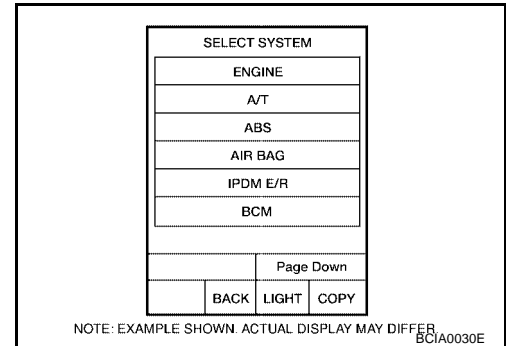 SELECT SYSTEM
ENGINE
A/T
ABS
AIR BAG
IPDM E/R
BCM
Page Down
BACK LIGHT COPY
NOTE: EXAMPLE SHOWN. ACTUAL DISPLAY MAY DIFFER.
BCIA0030E